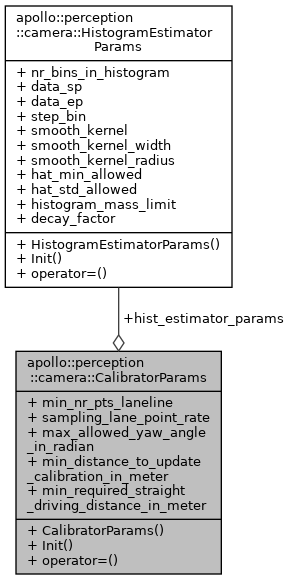 apollo::perception
::camera::HistogramEstimator
Params
+ nr_bins_in_histogram
+ data_sp
+ data_ep
+ step_bin
+ smooth_kernel
+ smooth_kernel_width
+ smooth_kernel_radius
+ hat_min_allowed
+ hat_std_allowed
+ histogram_mass_limit
+ decay_factor
+ HistogramEstimatorParams()
+ Init()
+ operator=()
+hist_estimator_params
apollo::perception
::camera::CalibratorParams
+ min_nr_pts_laneline
+ sampling_lane_point_rate
+ max_allowed_yaw_angle
_in_radian
+ min_distance_to_update
_calibration_in_meter
+ min_required_straight
_driving_distance_in_meter
+ CalibratorParams()
+ Init()
+ operator=()